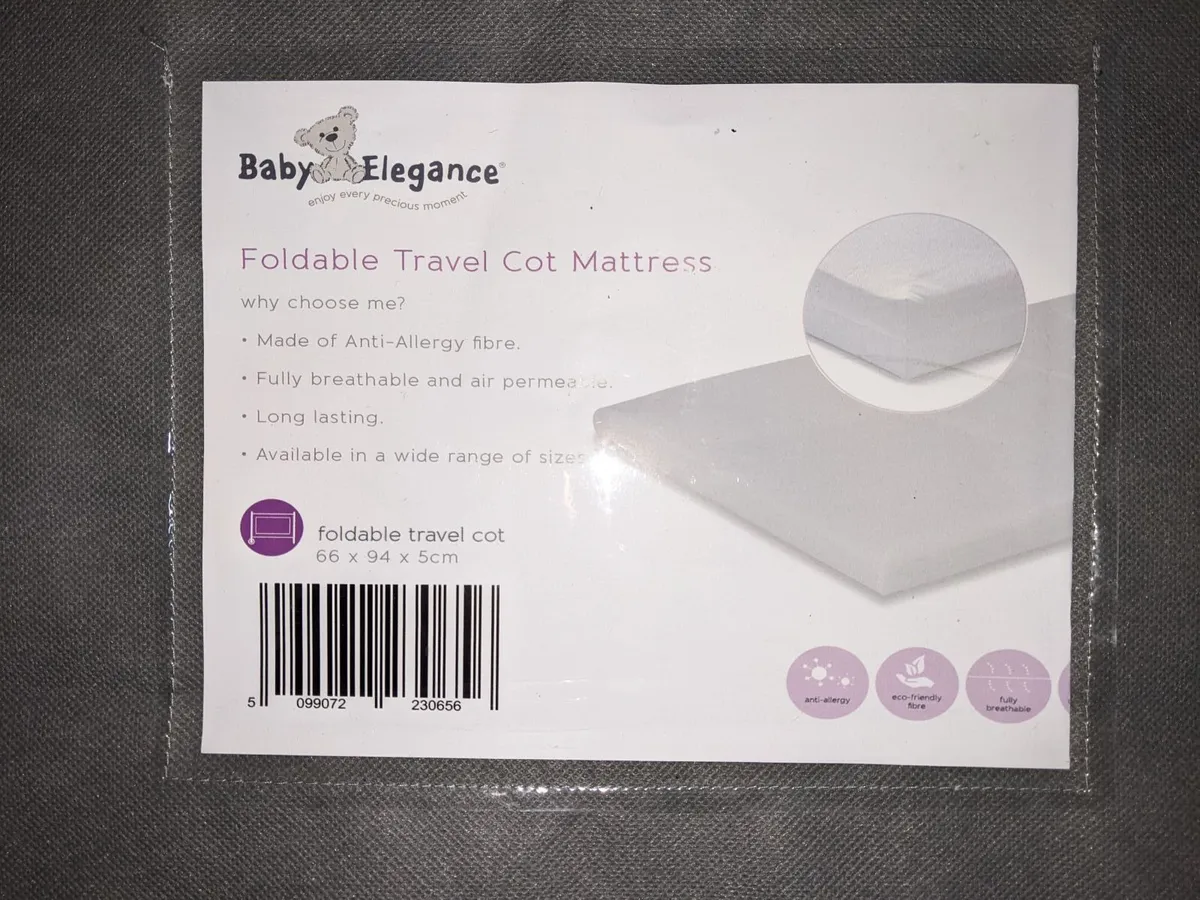 Baby Elegance®
enjoy every precious moment
Foldable Travel Cot Mattress
why choose me?
• Made of Anti-Allergy fibre.
• Fully breathable and air permeable.
• Long lasting.
• Available in a wide range of sizes
foldable travel cot
66 x 94 x 5cm
5 099072 230656
anti-allergy
eco-friendly
fibre
fully
breathable